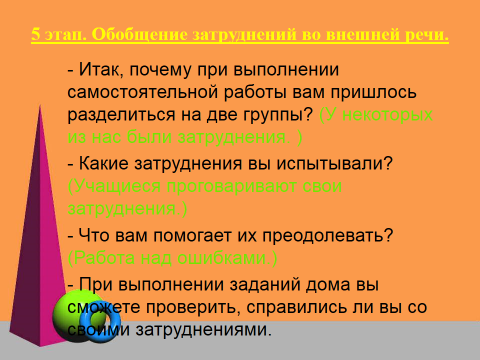 5 этап. Обобщение затруднений во внешней речи.
- Итак, почему при выполнении
самостоятельной работы вам пришлось
разделиться на две группы? (У некоторых
из нас были затруднения.)
- Какие затруднения вы испытывали?
(Учащиеся проговаривают свои
затруднения.)
- Что вам помогает их преодолевать?
(Работа над ошибками.)
- При выполнении заданий дома вы
сможете проверить, справились ли вы со
своими затруднениями.